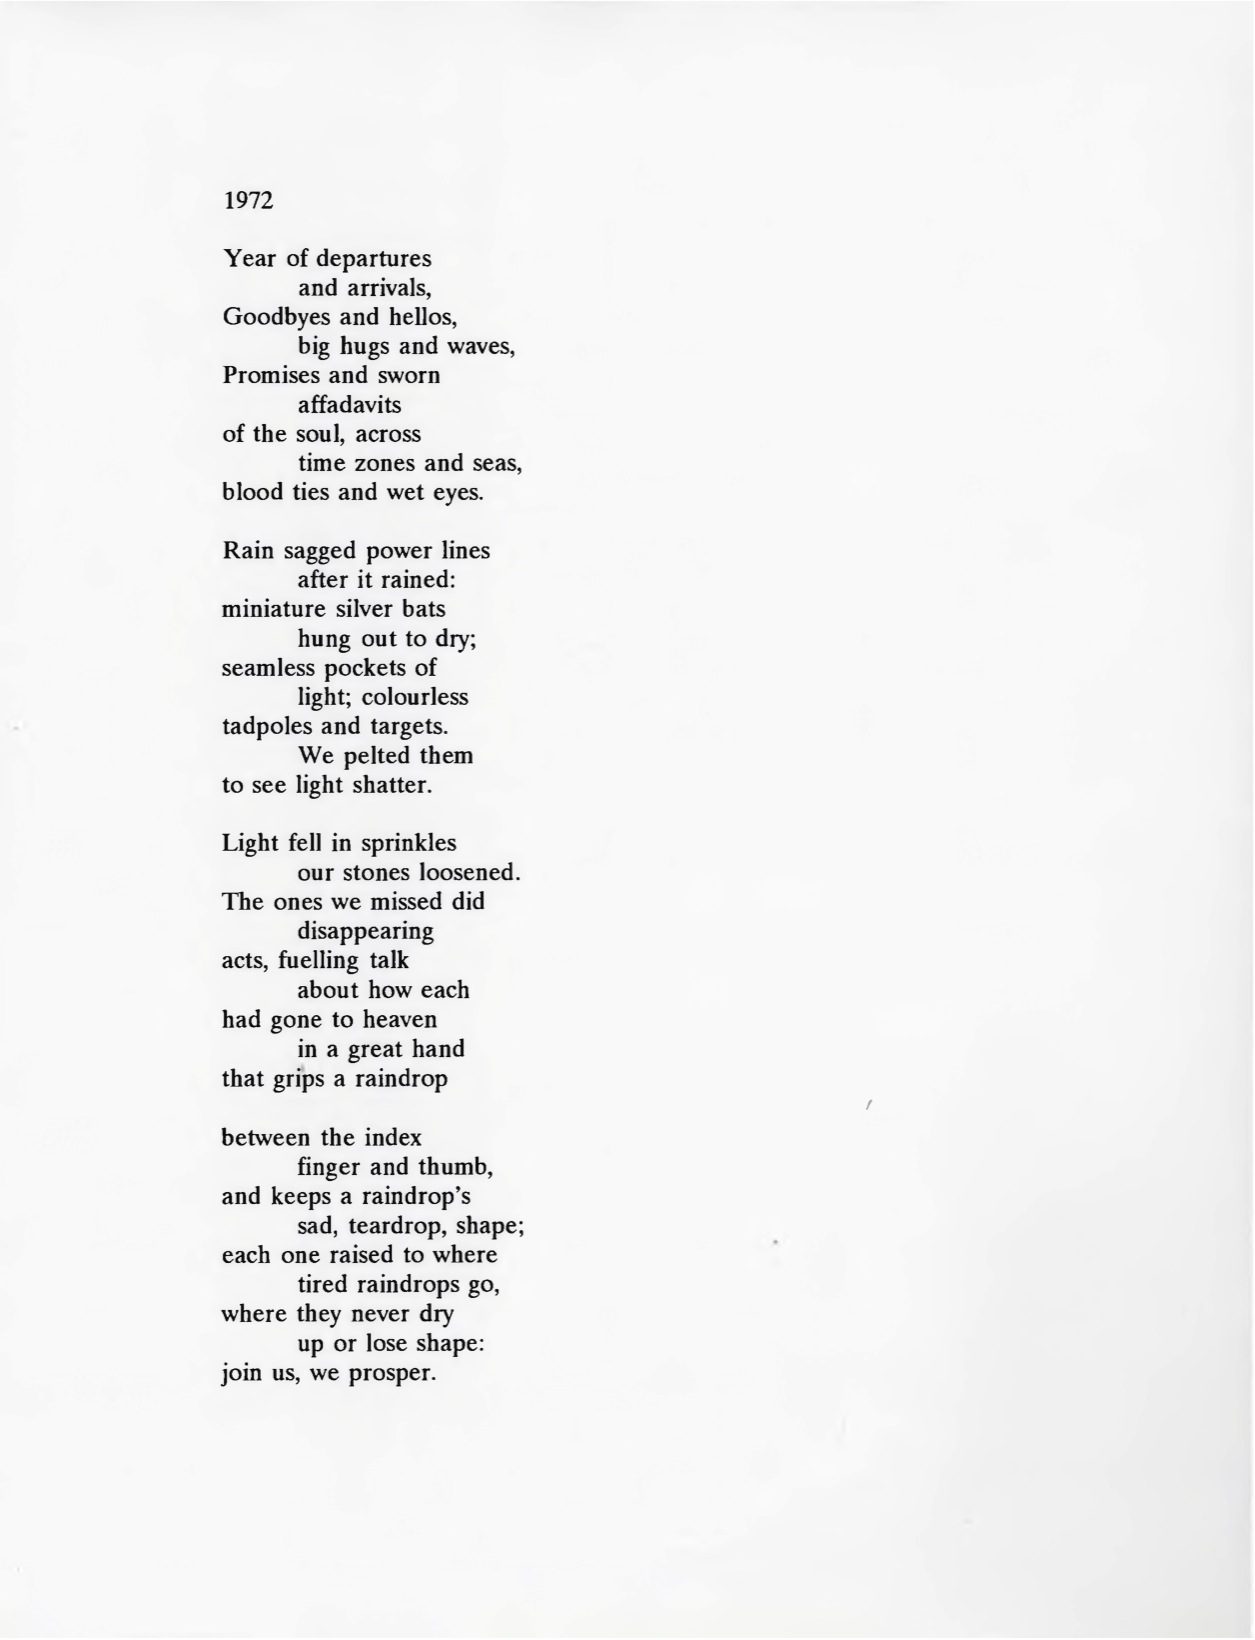 1972
Year of departures
and arrivals,
Goodbyes and hellos,
big hugs and waves,
Promises and sworn
affadavits
of the soul, across
time zones and seas,
blood ties and wet eyes.
Rain sagged power lines
after it rained:
miniature silver bats
hung out to dry;
seamless pockets of
light; colourless
tadpoles and targets.
We pelted them
to see light shatter.
Light fell in sprinkles
our stones loosened.
The ones we missed did
disappearing
acts, fuelling talk
about how each
had gone to heaven
in a great hand
that grips a raindrop
between the index
finger and thumb,
and keeps a raindrop's
sad, teardrop, shape;
each one raised to where
tired raindrops go,
where they never dry
up or lose shape:
join us, we prosper.